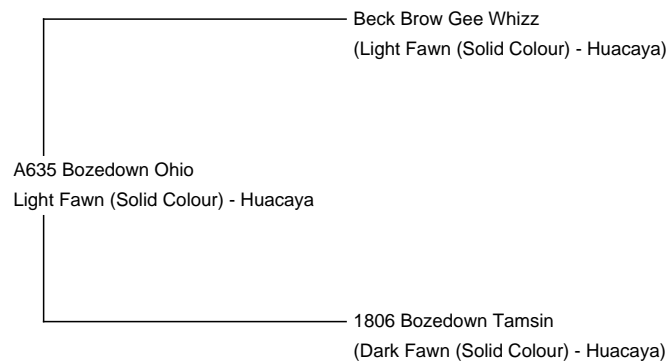 Beck Brow Gee Whizz
(Light Fawn (Solid Colour) - Huacaya)
A635 Bozedown Ohio
Light Fawn (Solid Colour) - Huacaya
1806 Bozedown Tamsin
(Dark Fawn (Solid Colour) - Huacaya)